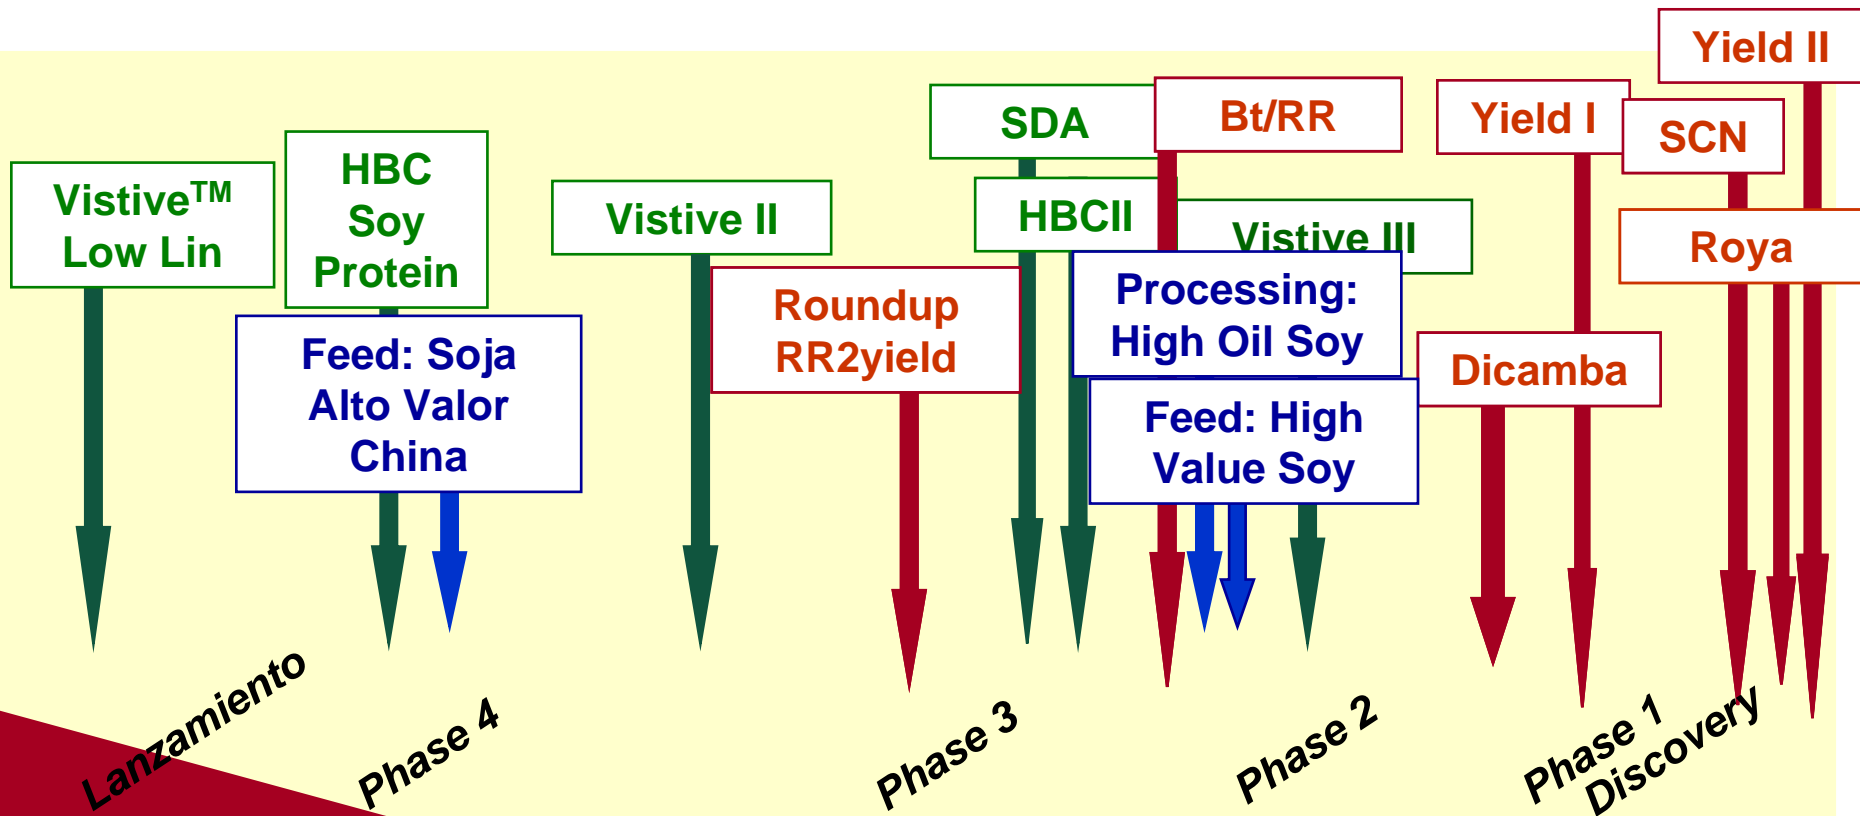 Yield II
SDA
Bt/RR
Yield I
SCN
Vistive™
Low Lin
HBC
Soy
Protein
Vistive II
HBCII
Vistive III
Roya
Roundup
RR2yield
Processing:
High Oil Soy
Feed: Soja
Alto Valor
China
Dicamba
Feed: High
Value Soy
Lanzamiento
Phase 4
Phase 3
Phase 2
Phase 1
Discovery